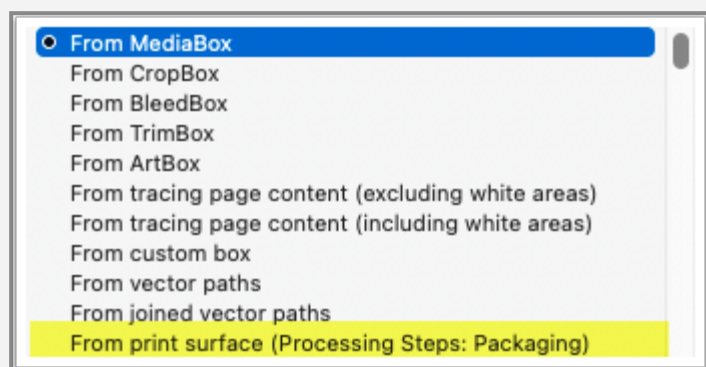 From MediaBox
From CropBox
From BleedBox
From TrimBox
From ArtBox
From tracing page content (excluding white areas)
From tracing page content (including white areas)
From custom box
From vector paths
From joined vector paths
From print surface (Processing Steps: Packaging)